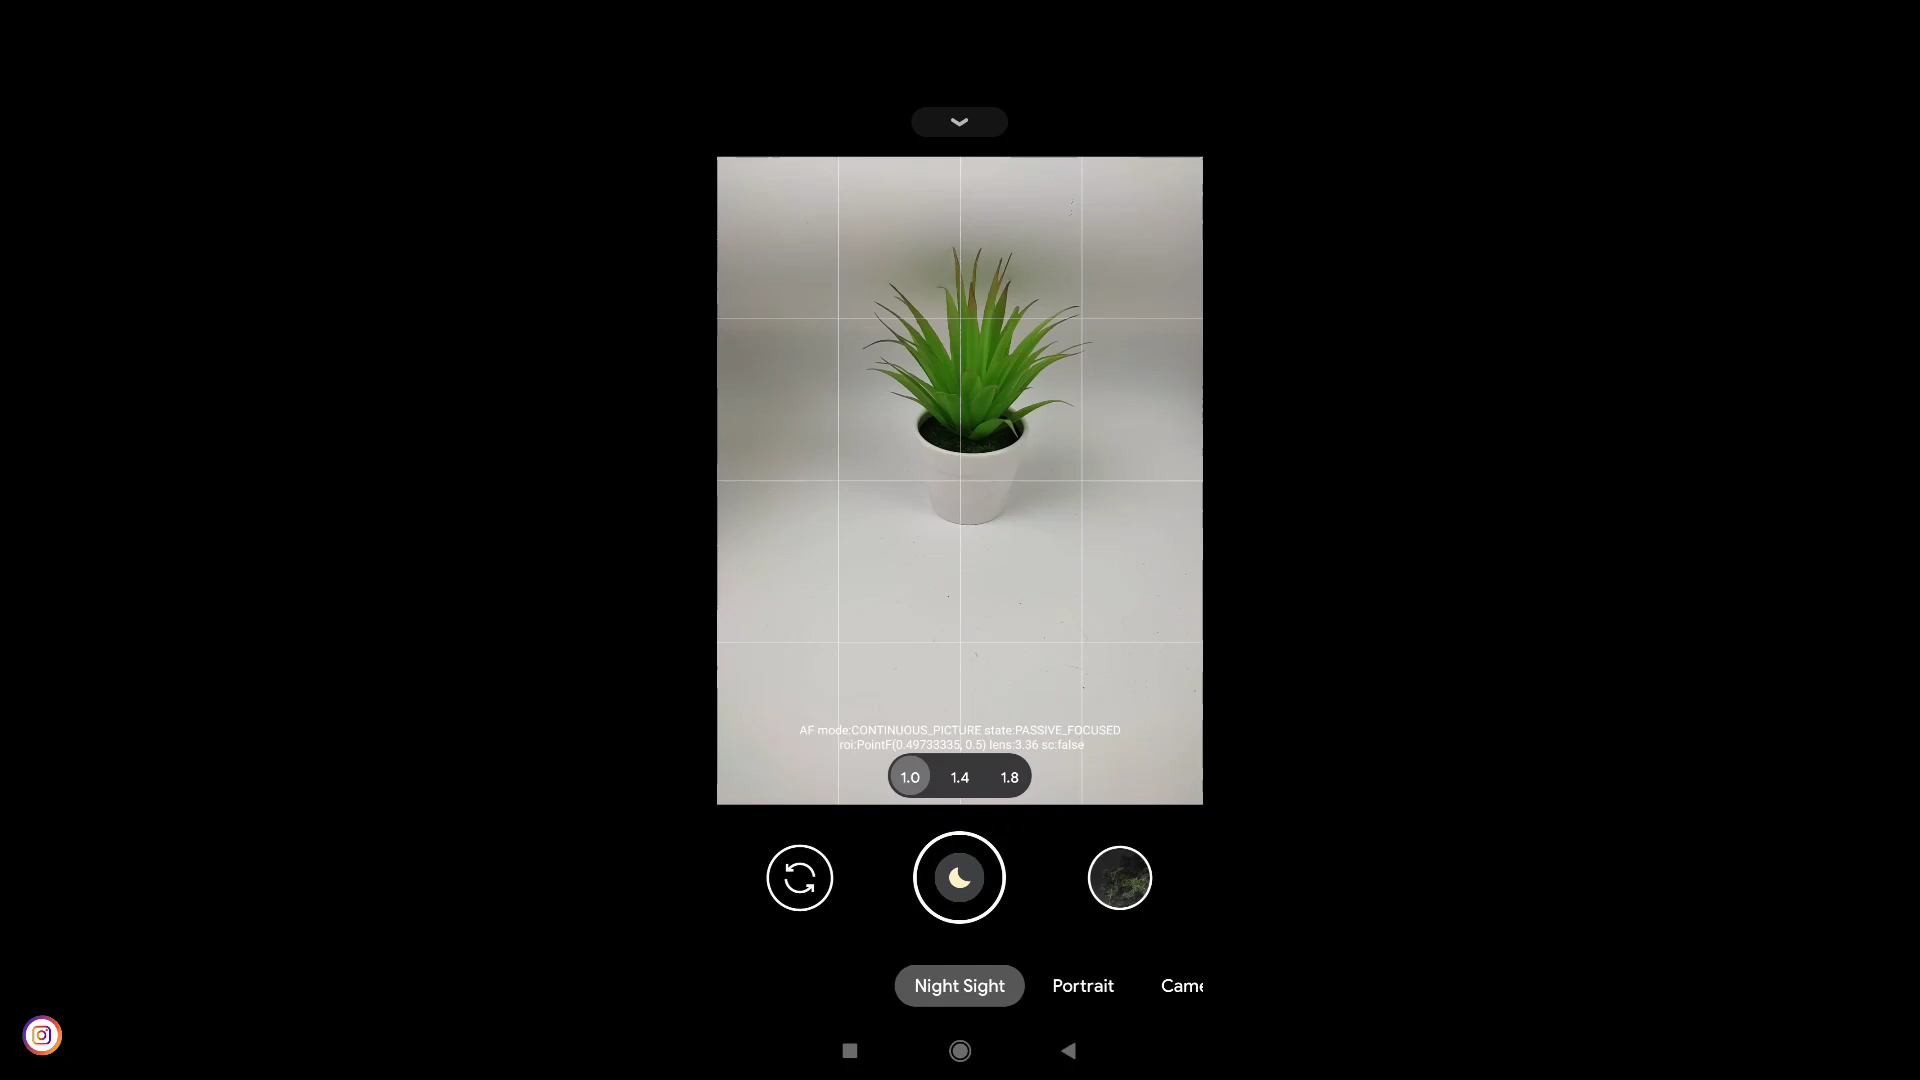 AF mode:CONTINUOUS_PICTURE state:PASSIVE_FOCUSED
roi:PointF(0.49733335, 0.5) lens:3.36 sc:false
1.0 1.4 1.8
Night Sight Portrait Came